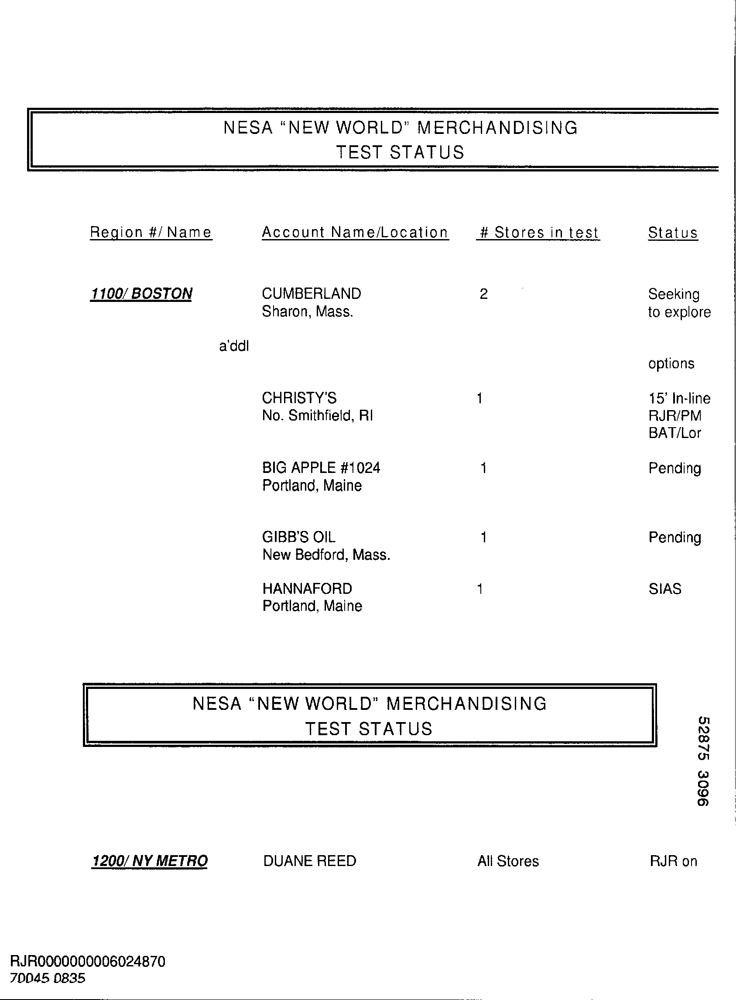 NESA “NEW WORLD” MERCHANDISING
TEST STATUS
Region #/ Name Account Name/Location # Stores in test Status
1100/ BOSTON CUMBERLAND 2 Seeking
Sharon, Mass. to explore
a'ddl
options
CHRISTY'S 1 15' In-line
No. Smithfield, RI RJR/PM
BAT/Lor
BIG APPLE #1024 1 Pending
Portland, Maine
GIBB'S OIL 1 Pending
New Bedford, Mass.
HANNAFORD 1 SIAS
Portland, Maine
NESA “NEW WORLD” MERCHANDISING
TEST STATUS
52875 3096
1200/ NY METRO DUANE REED All Stores RJR on
RJR0000000006024870
70045 0835